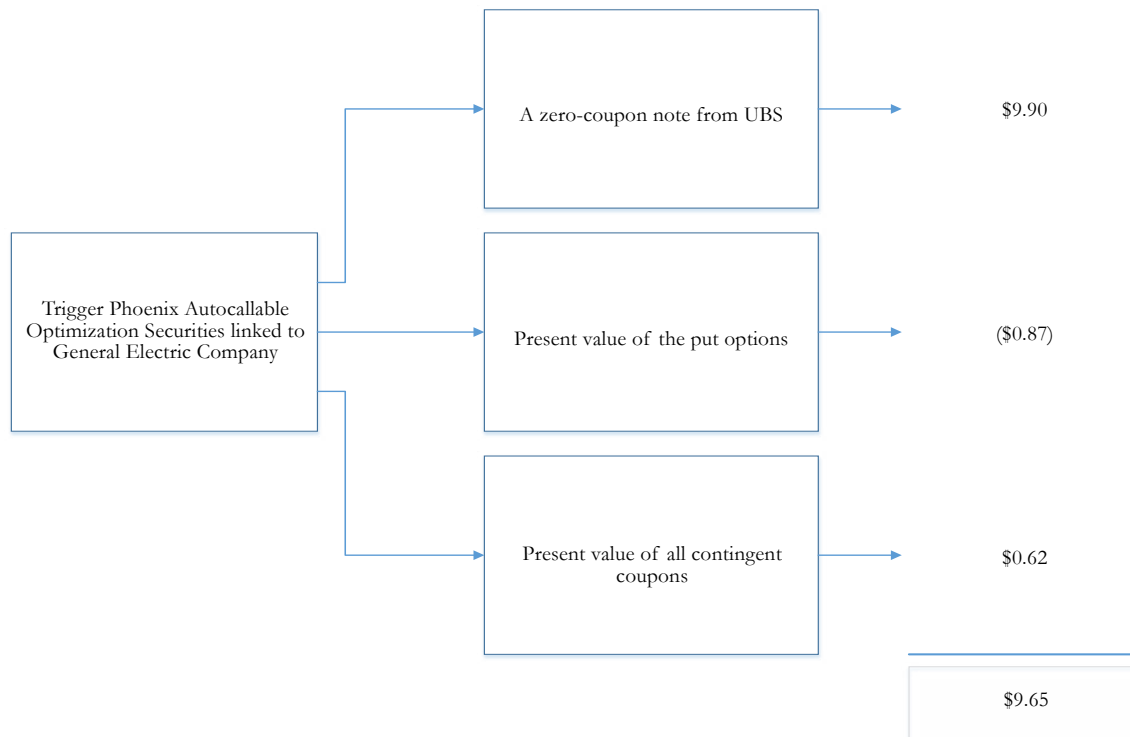 A zero-coupon note from UBS
$9.90
Trigger Phoenix Autocallable
Optimization Securities linked to
General Electric Company
Present value of the put options
($0.87)
Present value of all contingent
coupons
$0.62
$9.65